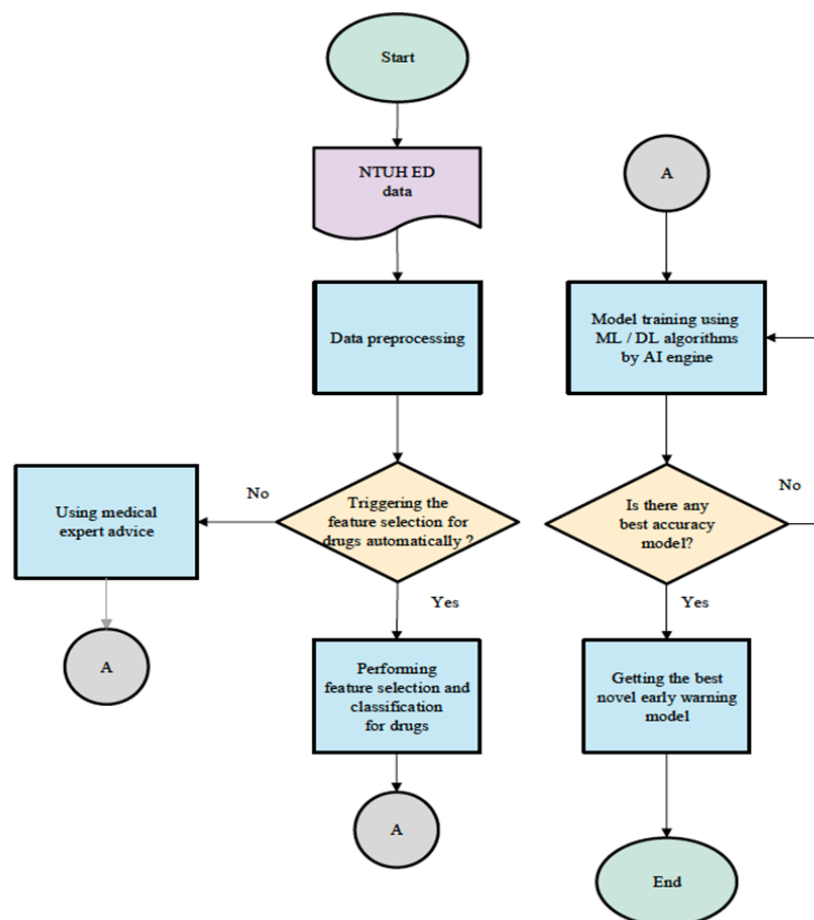 Start
NTUH ED
data
Data preprocessing
Triggering the
feature selection for
drugs automatically ?
No
Using medical
expert advice
A
Yes
Performing
feature selection and
classification
for drugs
A
A
Model training using
ML / DL algorithms
by AI engine
Is there any
best accuracy
model?
No
Yes
Getting the best
novel early warning
model
End